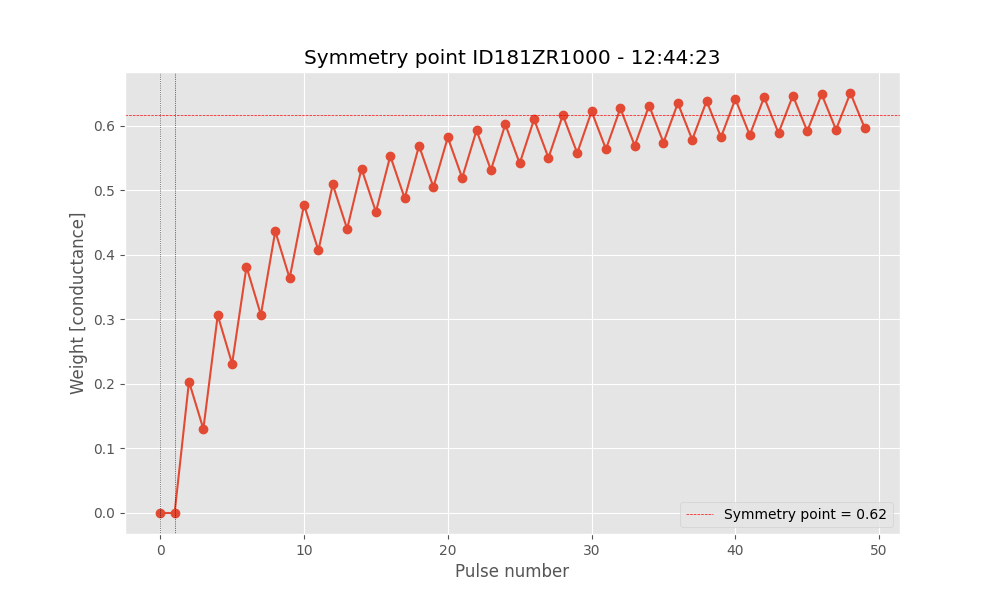 Symmetry point ID181ZR1000 - 12:44:23
Weight [conductance]
0.6
0.5
0.4
0.3
0.2
0.1
0.0
Symmetry point = 0.62
0 10 20 30 40 50
Pulse number